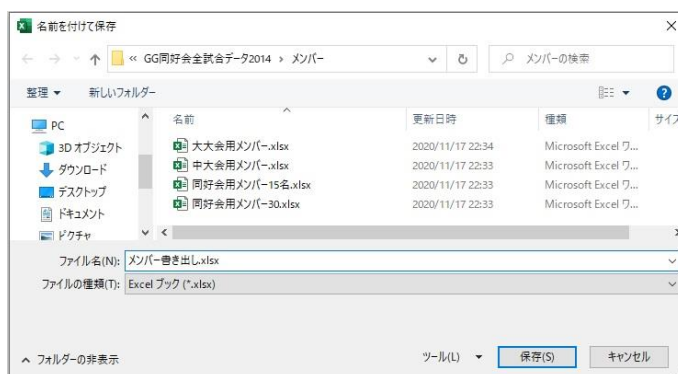 名前を付けて保存
« GG同好会全試合データ2014 › メンバー
メンバーの検索
整理 新しいフォルダー
名前 更新日時 種類 サイズ
PC
3D オブジェクト
ダウンロード
デスクトップ
ドキュメント
ピクチャ
大大会用メンバー.xlsx 2020/11/17 22:34 Microsoft Excel ワ...
中大会用メンバー.xlsx 2020/11/17 22:33 Microsoft Excel ワ...
同好会用メンバー15名.xlsx 2020/11/17 22:33 Microsoft Excel ワ...
同好会用メンバー30.xlsx 2020/11/17 22:33 Microsoft Excel ワ...
ファイル名(N): メンバー書き出し.xlsx
ファイルの種類(T): Excel ブック (*.xlsx)
フォルダーの非表示 ツール(L) 保存(S) キャンセル